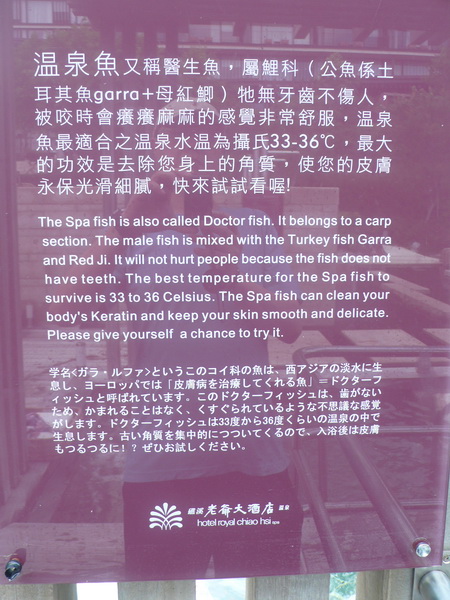 温泉魚又稱醫生魚，屬鯉科（公魚係土
耳其魚garra+母紅鯽）牠無牙齒不傷人，
被咬時會癢癢麻麻的感覺非常舒服，温泉
魚最適合之温泉水温為攝氏33-36℃，最大
的功效是去除您身上的角質，使您的皮膚
永保光滑細膩，快來試試看喔!
The Spa fish is also called Doctor fish. It belongs to a carp
section. The male fish is mixed with the Turkey fish Garra
and Red Ji. It will not hurt people because the fish does not
have teeth. The best temperature for the Spa fish to
survive is 33 to 36 Celsius. The Spa fish can clean your
body's Keratin and keep your skin smooth and delicate.
Please give yourself a chance to try it.
学名<ガラ・ルファ>というこのコイ科の魚は、西アジアの淡水に生
息し、ヨーロッパでは「皮膚病を治療してくれる魚」＝ドクターフ
ィッシュと呼ばれています。このドクターフィッシュは、歯がない
ため、かまれることはなく、くすぐられているような不思議な感覚
がします。ドクターフィッシュは33度から36度くらいの温泉の中で
生息します。古い角質を集中的につついてくるので、入浴後は皮膚
もつるつるに！？ぜひお試しください。
礁溪 老爺大酒店 温泉
hotel royal chiao hsi spa